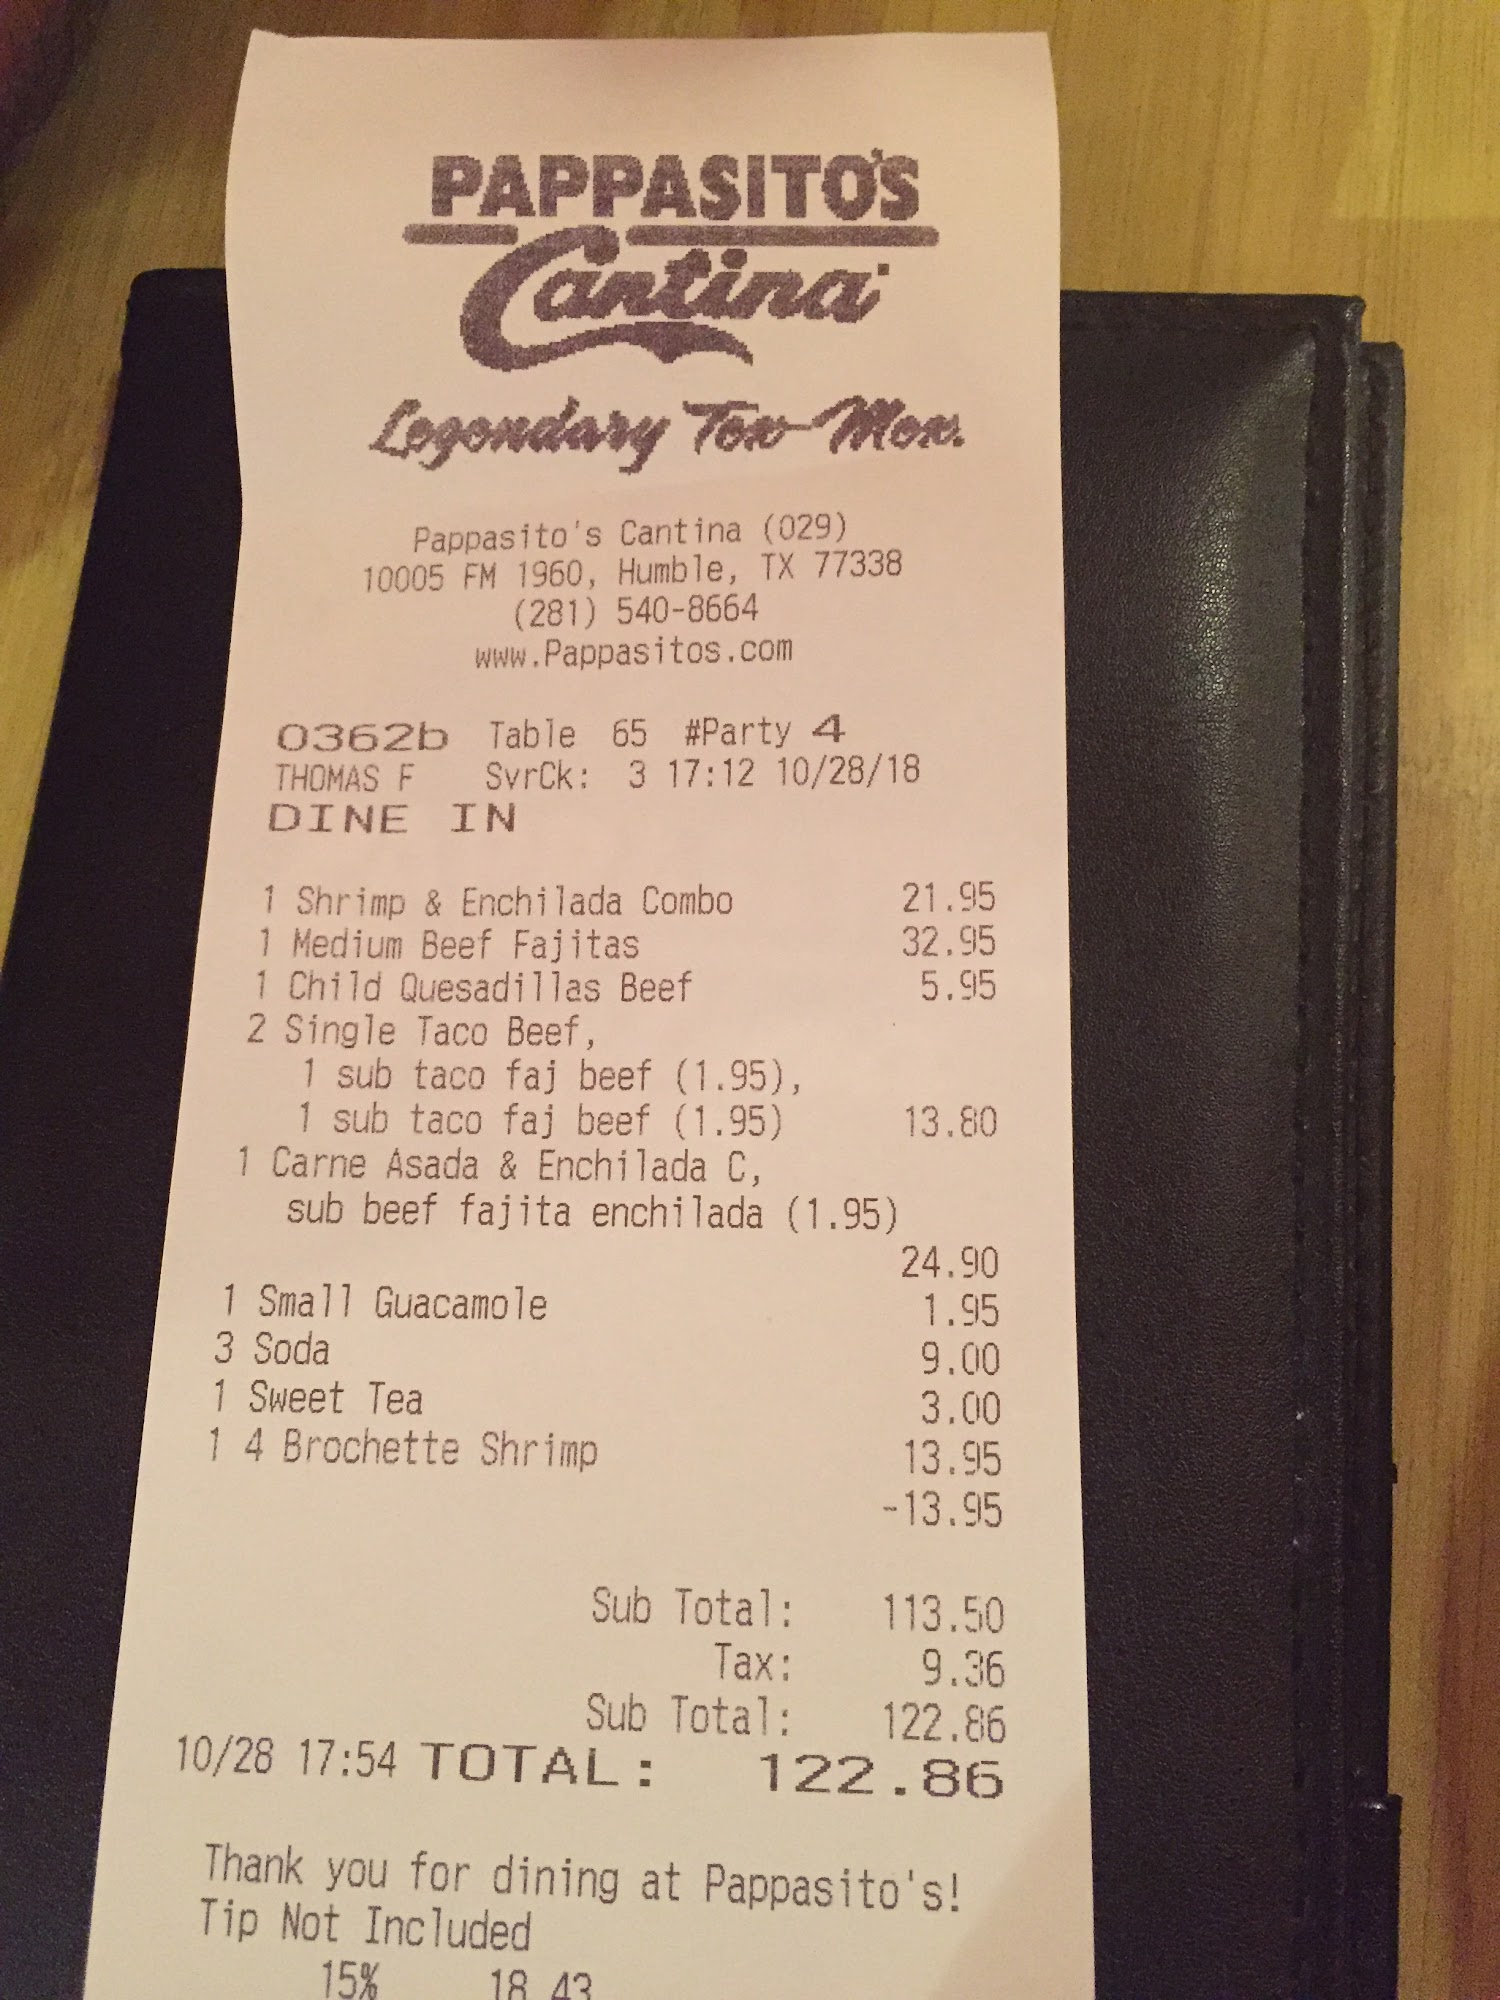 PAPPASITO'S
Cantina
Legendary Tex-Mex.
Pappasito's Cantina (029)
10005 FM 1960, Humble, TX 77338
(281) 540-8664
www.Pappasitos.com
0362b Table 65 #Party 4
THOMAS F SvrCk: 3 17:12 10/28/18
DINE IN
1 Shrimp & Enchilada Combo 21.95
1 Medium Beef Fajitas 32.95
1 Child Quesadillas Beef 5.95
2 Single Taco Beef,
1 sub taco faj beef (1.95),
1 sub taco faj beef (1.95) 13.80
1 Carne Asada & Enchilada C,
sub beef fajita enchilada (1.95)
24.90
1 Small Guacamole 1.95
3 Soda 9.00
1 Sweet Tea 3.00
1 4 Brochette Shrimp 13.95
-13.95
Sub Total: 113.50
Tax: 9.36
Sub Total: 122.86
10/28 17:54 TOTAL: 122.86
Thank you for dining at Pappasito's!
Tip Not Included
15% 18.43